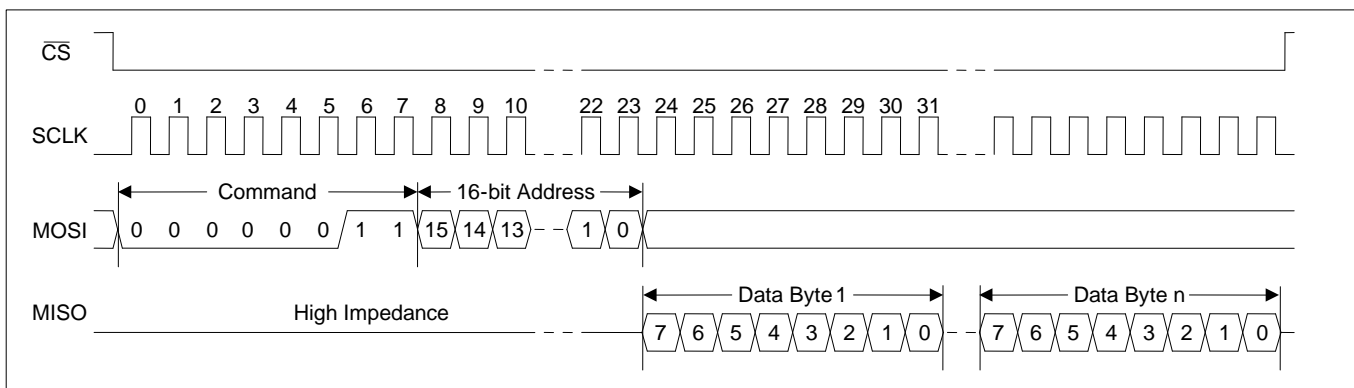 CS
0 1 2 3 4 5 6 7 8 9 10 22 23 24 25 26 27 28 29 30 31
SCLK
Command 16-bit Address
MOSI 0 0 0 0 0 0 1 1 15 14 13 1 0
Data Byte 1 Data Byte n
MISO High Impedance
7 6 5 4 3 2 1 0 7 6 5 4 3 2 1 0